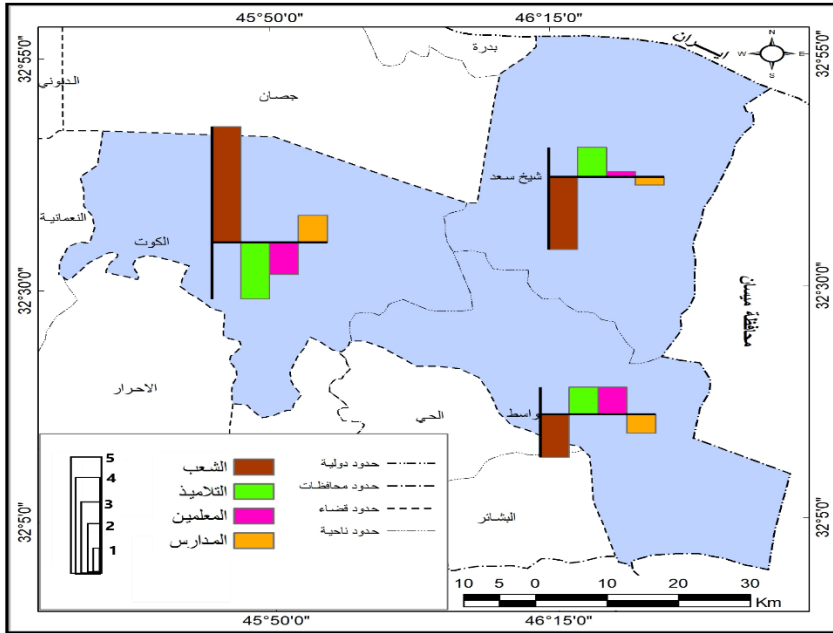 45°50'0" 46°15'0"
N
W E
S
ايـــران
بدرة
32°55'0" 32°55'0"
الدبوني
جصان
شيخ سعد
النعمانية
الكوت
32°30'0" 32°30'0"
محافظة ميسان
الاحرار
الحي
واسط
البشائر
32°5'0" 32°5'0"
5
4
3
2
1
الشعب
التلاميذ
المعلمين
المدارس
حدود دولية
حدود محافظات
حدود قضاء
حدود ناحية
10 5 0 10 20 30
Km
45°50'0" 46°15'0"